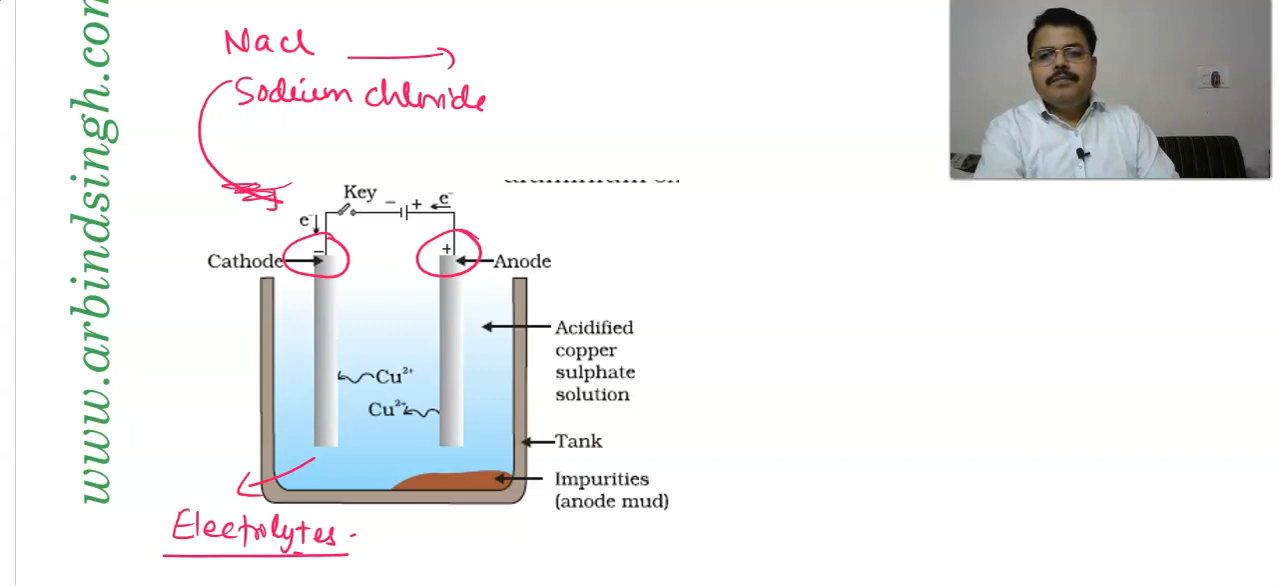 www.arbindsingh.com
Nacl
Sodium chloride
Key
e⁻
−
+
e⁻
Cathode
−
+
Anode
Acidified
copper
sulphate
solution
Cu²⁺
Cu²⁺
Tank
Impurities
(anode mud)
Electrolytes.